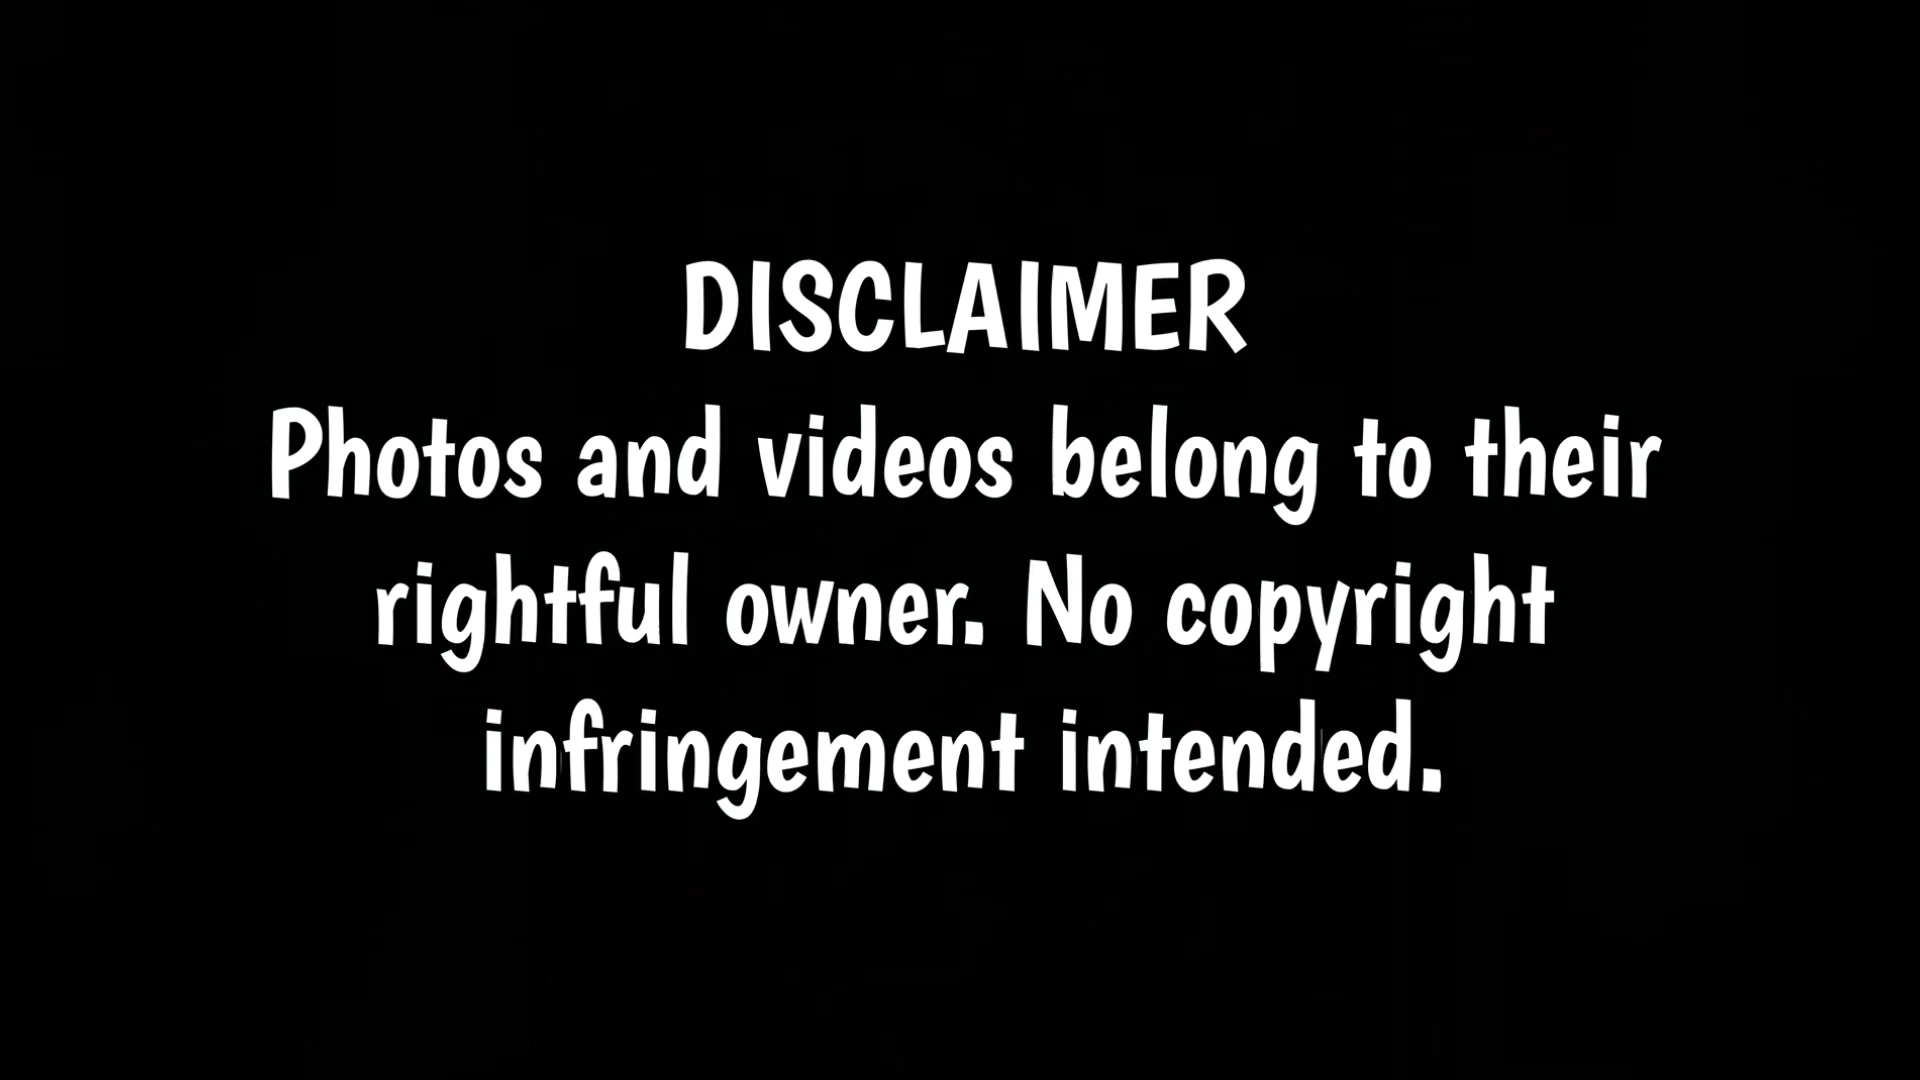 DISCLAIMER
Photos and videos belong to their
rightful owner. No copyright
infringement intended.